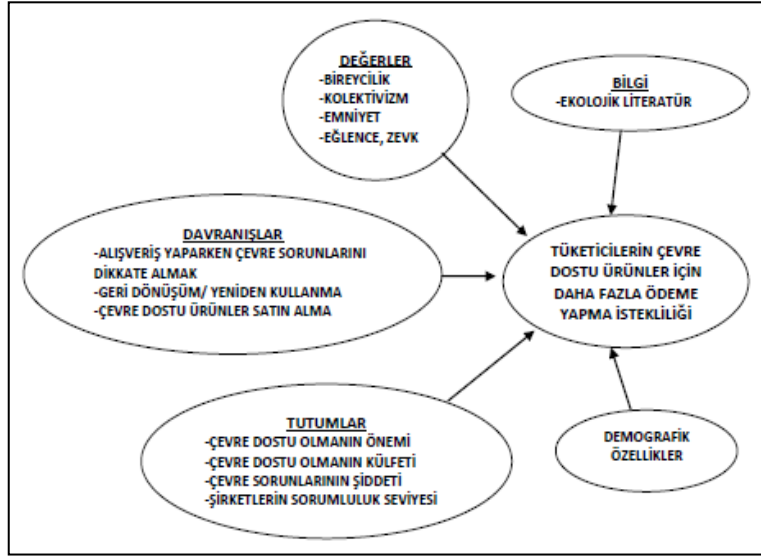 DEĞERLER
-BİREYCİLİK
-KOLEKTİVİZM
-EMNİYET
-EĞLENCE, ZEVK
BİLGİ
-EKOLOJİK LİTERATÜR
DAVRANIŞLAR
-ALIŞVERİŞ YAPARKEN ÇEVRE SORUNLARINI
DİKKATE ALMAK
-GERİ DÖNÜŞÜM/ YENİDEN KULLANMA
-ÇEVRE DOSTU ÜRÜNLER SATIN ALMA
TÜKETİCİLERİN ÇEVRE
DOSTU ÜRÜNLER İÇİN
DAHA FAZLA ÖDEME
YAPMA İSTEKLİLİĞİ
TUTUMLAR
-ÇEVRE DOSTU OLMANIN ÖNEMİ
-ÇEVRE DOSTU OLMANIN KÜLFETİ
-ÇEVRE SORUNLARININ ŞİDDETİ
-ŞİRKETLERİN SORUMLULUK SEVİYESİ
DEMOGRAFİK
ÖZELLİKLER